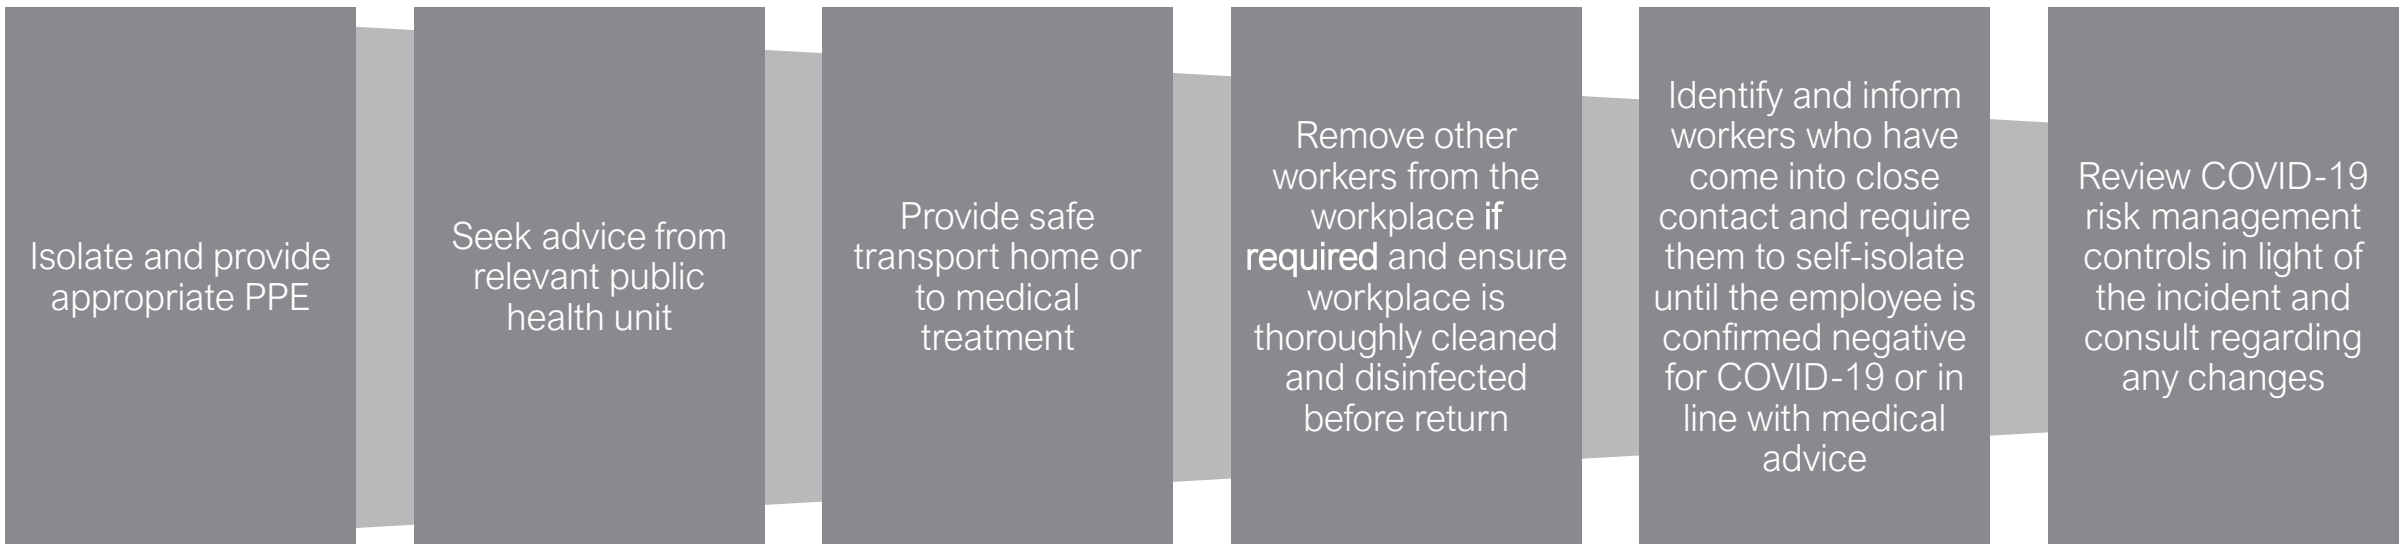 Isolate and provide
appropriate PPE
Seek advice from
relevant public
health unit
Provide safe
transport home or
to medical
treatment
Remove other
workers from the
workplace if
required and ensure
workplace is
thoroughly cleaned
and disinfected
before return
Identify and inform
workers who have
come into close
contact and require
them to self-isolate
until the employee is
confirmed negative
for COVID-19 or in
line with medical
advice
Review COVID-19
risk management
controls in light of
the incident and
consult regarding
any changes